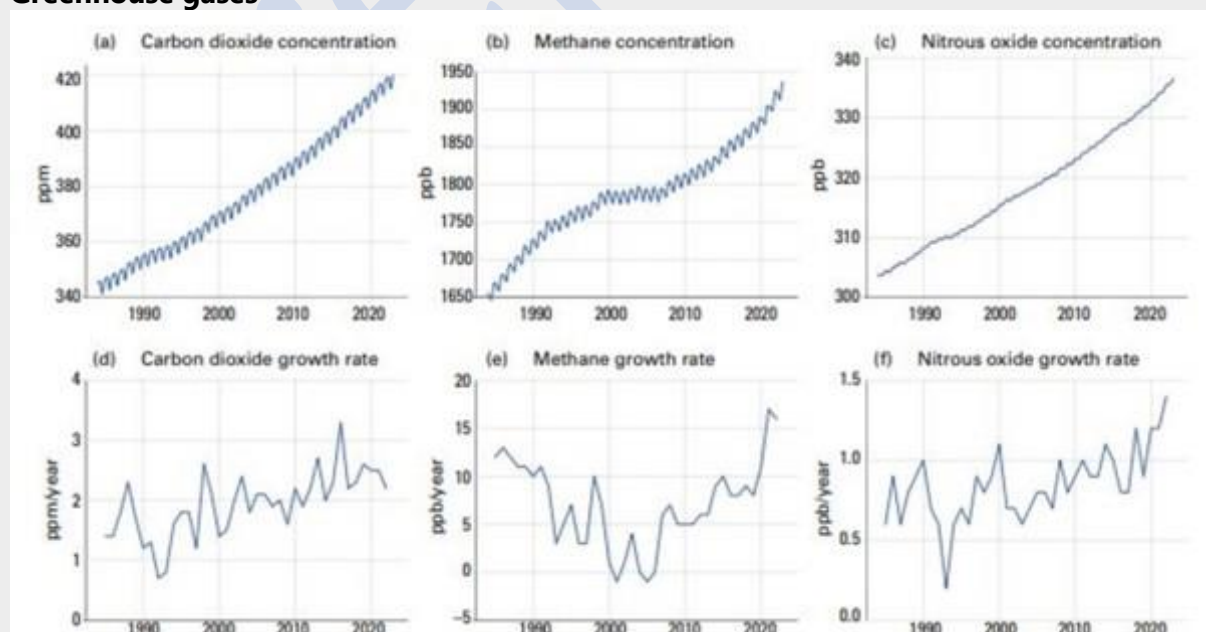 Greenhouse gases
(a) Carbon dioxide concentration
420
400
380
360
340
ppm
1990 2000 2010 2020
(b) Methane concentration
1950
1900
1850
1800
1750
1700
1650
ppb
1990 2000 2010 2020
(c) Nitrous oxide concentration
340
330
320
310
300
ppb
1990 2000 2010 2020
(d) Carbon dioxide growth rate
4
3
2
1
0
ppm/year
1990 2000 2010 2020
(e) Methane growth rate
20
15
10
5
0
−5
ppb/year
1990 2000 2010 2020
(f) Nitrous oxide growth rate
1.5
1.0
0.5
0.0
ppb/year
1990 2000 2010 2020